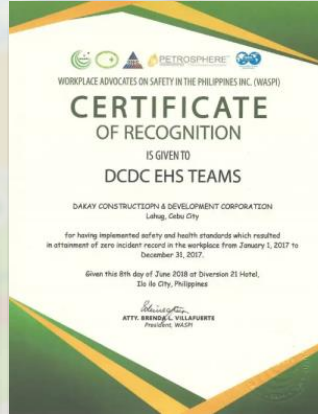 PETROSPHERE
WORKPLACE ADVOCATES ON SAFETY IN THE PHILIPPINES INC. (WASPI)
CERTIFICATE
OF RECOGNITION
IS GIVEN TO
DCDC EHS TEAMS
DAKAY CONSTRUCTIOPN & DEVELOPMENT CORPORATION
Lahug, Cebu City
for having implemented safety and health standards which resulted
in attainment of zero incident record in the workplace from January 1, 2017 to
December 31, 2017.
Given this 8th day of June 2018 at Diversion 21 Hotel,
Ilo ilo City, Philippines
ATTY. BRENDA L. VILLAFUERTE
President, WASPI